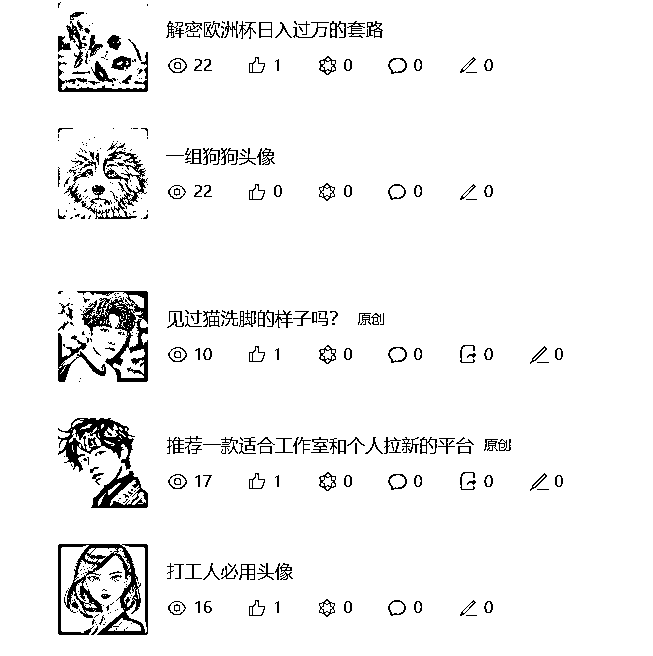 解密欧洲杯日入过万的套路
22 1 0 0 0
一组狗狗头像
22 0 0 0 0
见过猫洗脚的样子吗? 原创
10 1 0 0 0 0
推荐一款适合工作室和个人拉新的平台 原创
17 1 0 0 0 0
打工人必用头像
16 1 0 0 0